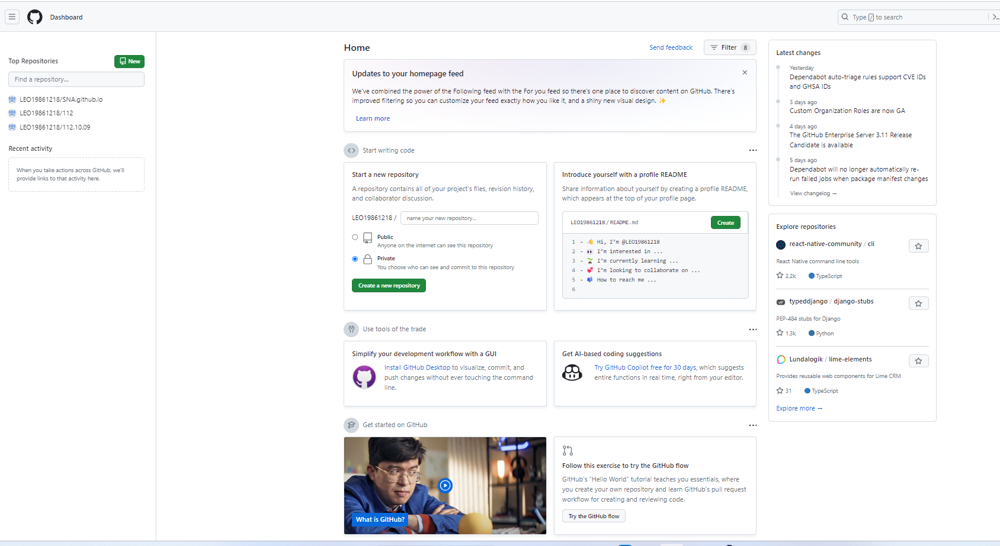 Dashboard
Type / to search
Top Repositories
New
Find a repository...
LEO19861218/SNA.github.io
LEO19861218/112
LEO19861218/112.10.09
Recent activity
When you take actions across GitHub, we'll
provide links to that activity here.
Home
Send feedback
Filter 8
Updates to your homepage feed
We've combined the power of the Following feed with the For you feed so there's one place to discover content on GitHub. There's
improved filtering so you can customize your feed exactly how you like it, and a shiny new visual design. ✨
Learn more
Start writing code
Start a new repository
A repository contains all of your project's files, revision history,
and collaborator discussion.
LEO19861218 / name your new repository...
Public
Anyone on the internet can see this repository
Private
You choose who can see and commit to this repository
Create a new repository
Introduce yourself with a profile README
Share information about yourself by creating a profile README,
which appears at the top of your profile page.
LEO19861218 / README.md
Create
1 - 👋 Hi, I'm @LEO19861218
2 - 👀 I'm interested in ...
3 - 🌱 I'm currently learning ...
4 - 💞️ I'm looking to collaborate on ...
5 - 📫 How to reach me ...
6
Use tools of the trade
Simplify your development workflow with a GUI
Install GitHub Desktop to visualize, commit, and
push changes without ever touching the command
line.
Get AI-based coding suggestions
Try GitHub Copilot free for 30 days, which suggests
entire functions in real time, right from your editor.
Get started on GitHub
What is GitHub?
Follow this exercise to try the GitHub flow
GitHub's "Hello World" tutorial teaches you essentials, where
you create your own repository and learn GitHub's pull request
workflow for creating and reviewing code.
Try the GitHub flow
Latest changes
Yesterday
Dependabot auto-triage rules support CVE IDs
and GHSA IDs
3 days ago
Custom Organization Roles are now GA
4 days ago
The GitHub Enterprise Server 3.11 Release
Candidate is available
5 days ago
Dependabot will no longer automatically re-
run failed jobs when package manifest changes
View changelog →
Explore repositories
react-native-community / cli
React Native command line tools
2.2k TypeScript
typeddjango / django-stubs
PEP-484 stubs for Django
1.3k Python
Lundalogik / lime-elements
Provides reusable web components for Lime CRM
31 TypeScript
Explore more →